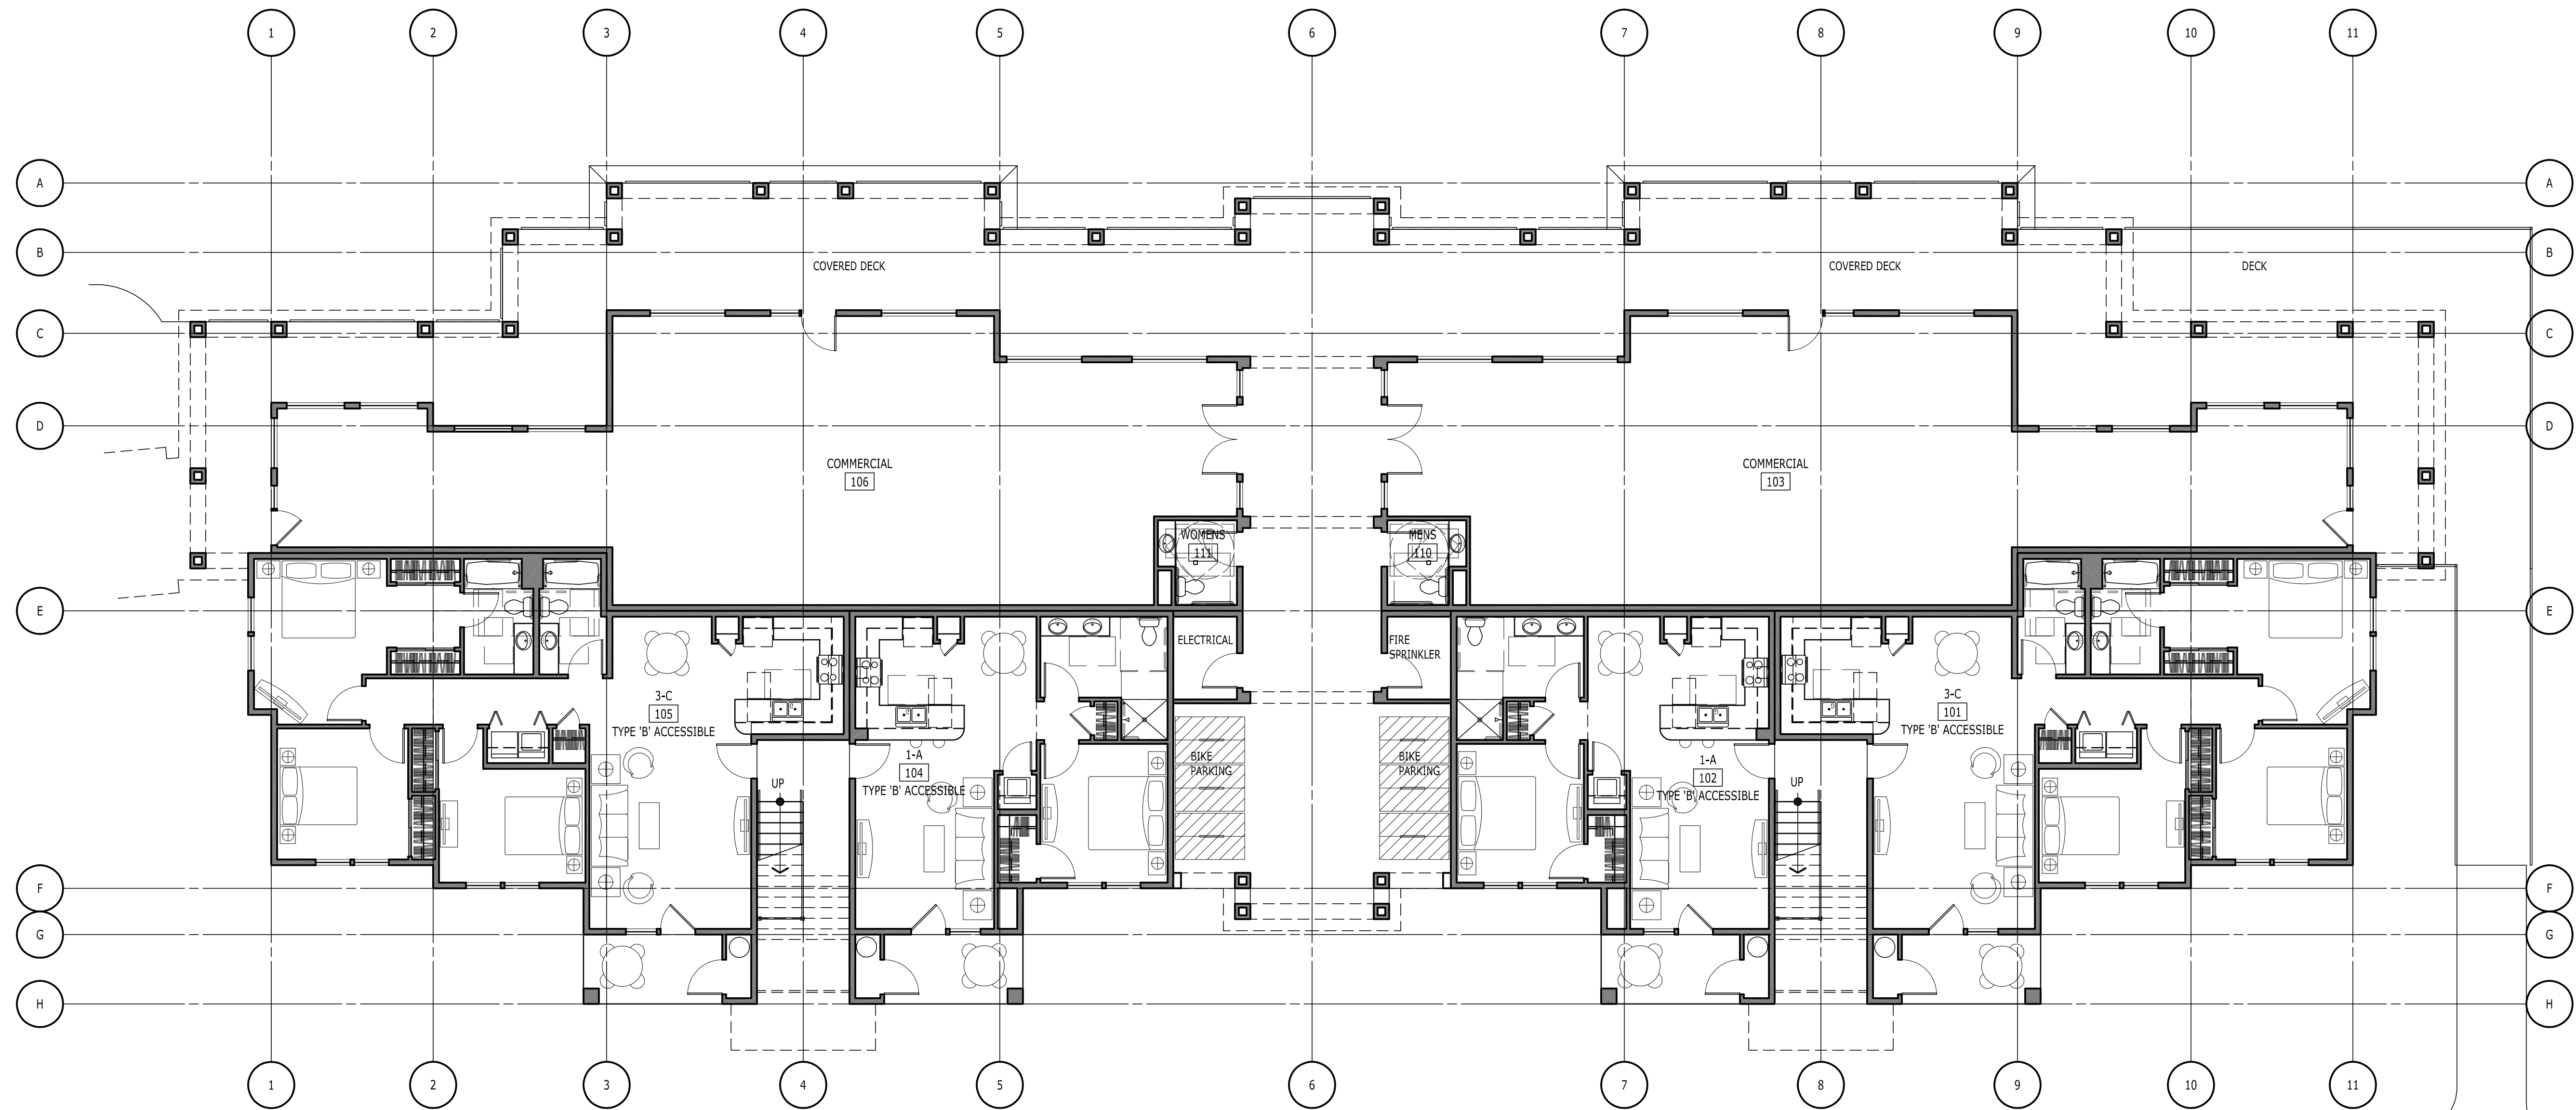 1
2
3
4
5
6
7
8
9
10
11
A
A
B
B
COVERED DECK
COVERED DECK
DECK
C
C
D
D
COMMERCIAL
106
COMMERCIAL
103
WOMENS
111
MENS
110
E
E
ELECTRICAL
FIRE
SPRINKLER
3-C
105
TYPE 'B' ACCESSIBLE
3-C
101
TYPE 'B' ACCESSIBLE
1-A
104
TYPE 'B' ACCESSIBLE
BIKE
PARKING
BIKE
PARKING
1-A
102
TYPE 'B' ACCESSIBLE
UP
UP
F
F
G
G
H
H
1
2
3
4
5
6
7
8
9
10
11